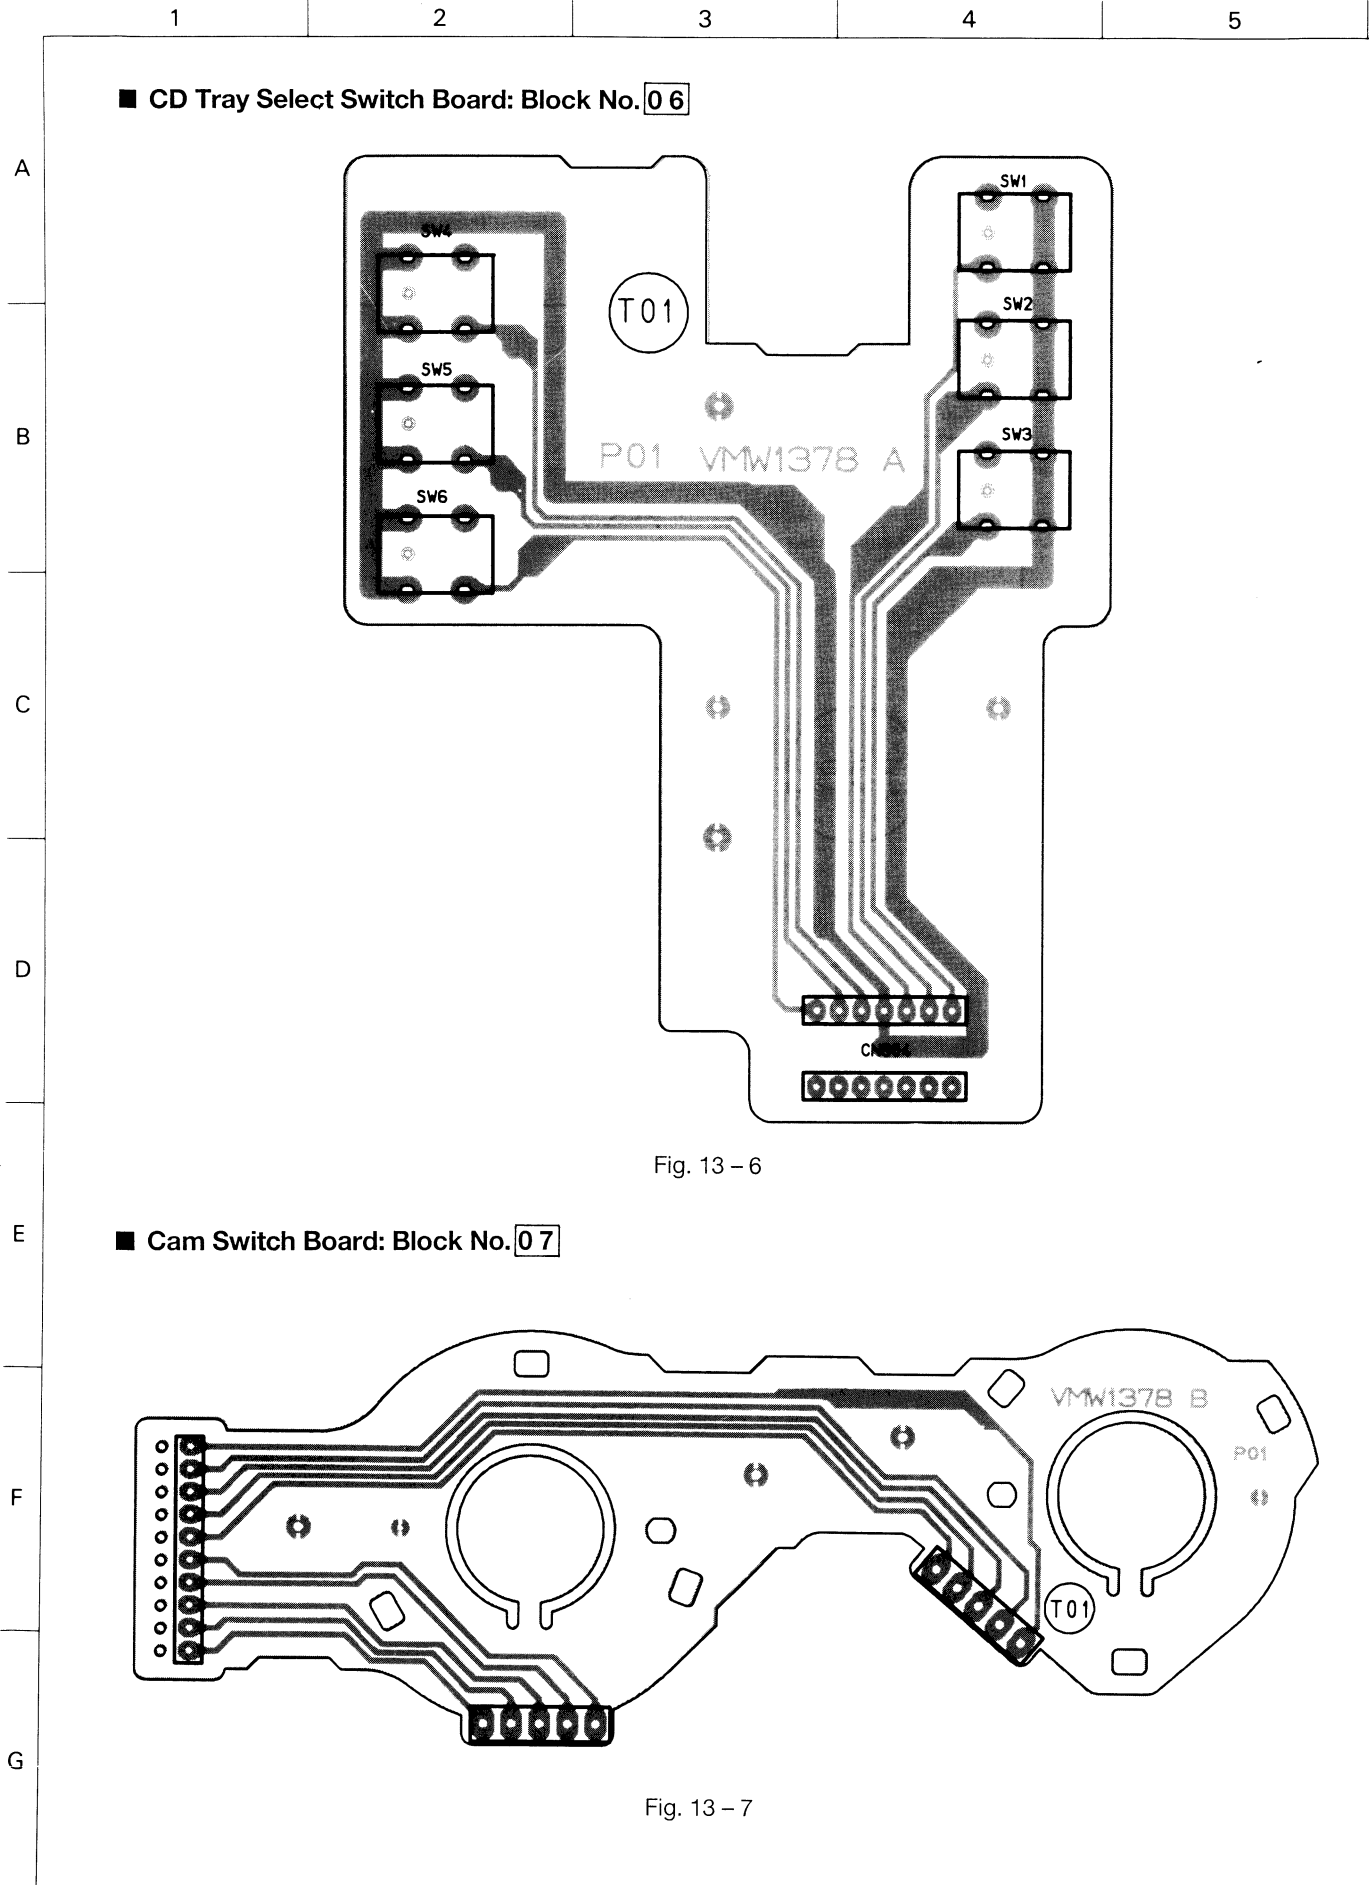 1 2 3 4 5
■ CD Tray Select Switch Board: Block No. 06
A
SW1
SW4
T01
SW2
SW5
B
SW3
P01 VMW1378 A
SW6
C
D
Fig. 13 – 6
E
■ Cam Switch Board: Block No. 07
VMW1378 B
P01
F
T01
G
Fig. 13 – 7